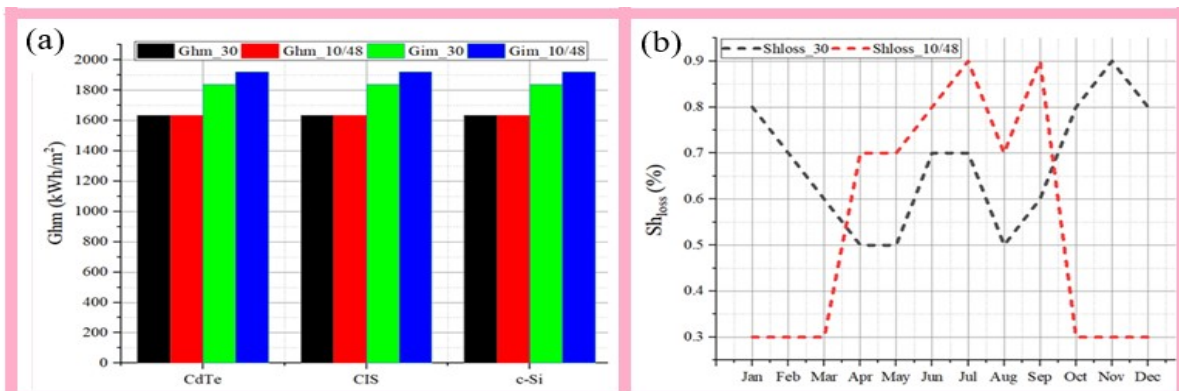 (a)
Ghm_30 Ghm_10/48 Gim_30 Gim_10/48
Ghm (kWh/m²)
2000
1800
1600
1400
1200
1000
800
600
400
200
0
CdTe CIS c-Si
(b)
Shloss_30 Shloss_10/48
Shloss (%)
0.9
0.8
0.7
0.6
0.5
0.4
0.3
Jan Feb Mar Apr May Jun Jul Aug Sep Oct Nov Dec